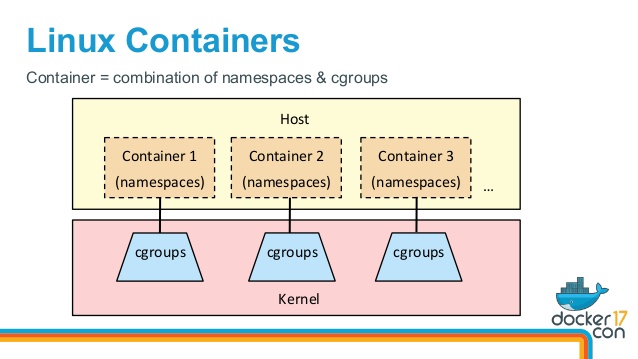 Linux Containers
Container = combination of namespaces & cgroups
Host
Container 1
(namespaces)
Container 2
(namespaces)
Container 3
(namespaces)
...
cgroups
cgroups
cgroups
Kernel
docker 17
con